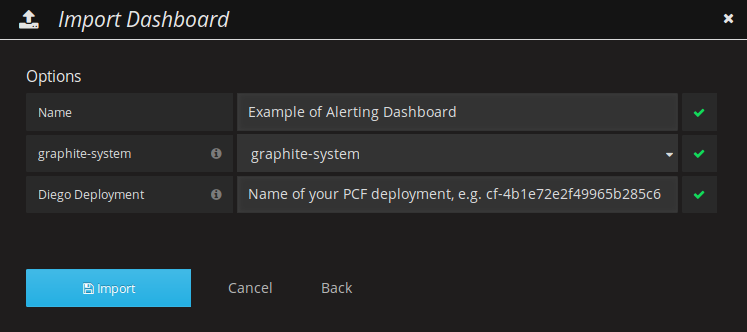 Import Dashboard
Options
Name Example of Alerting Dashboard
graphite-system graphite-system
Diego Deployment Name of your PCF deployment, e.g. cf-4b1e72e2f49965b285c6
Import Cancel Back